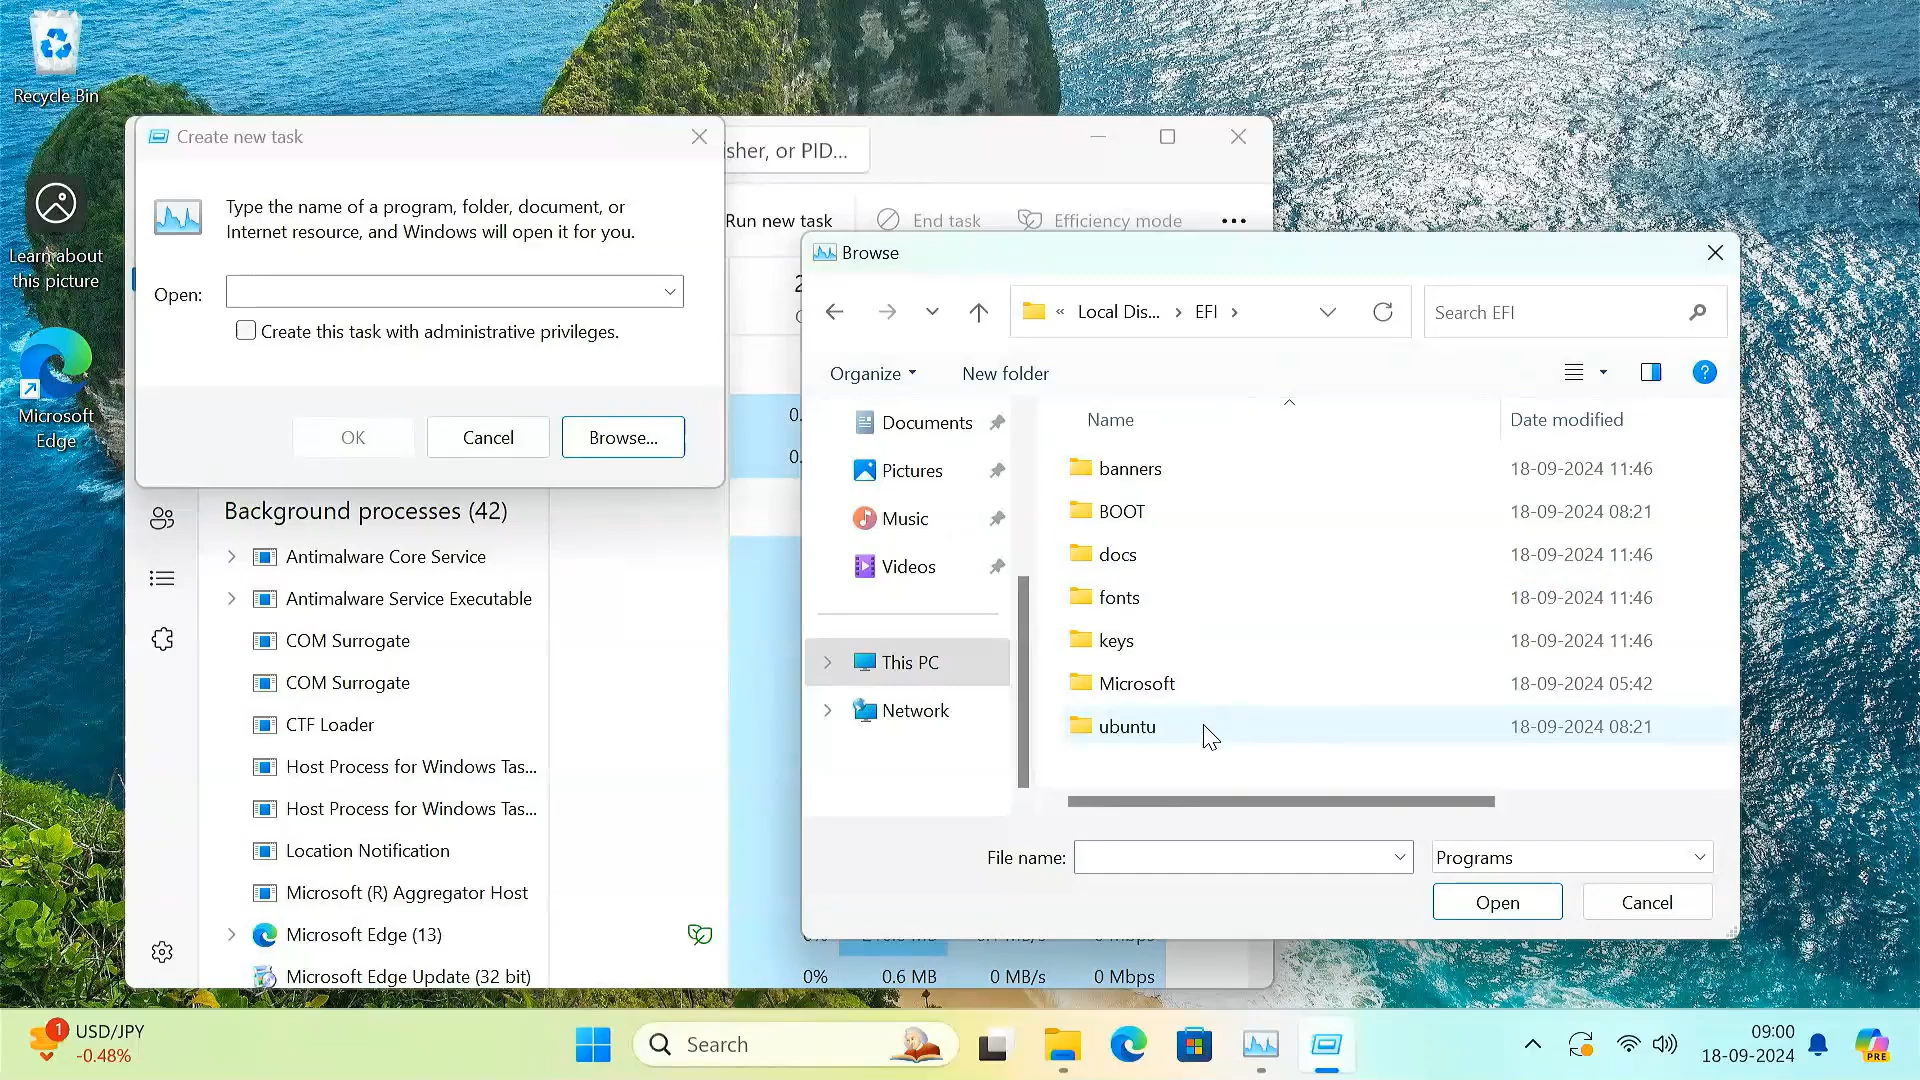 Recycle Bin
Learn about
this picture
Microsoft
Edge
Create new task
Type the name of a program, folder, document, or
Internet resource, and Windows will open it for you.
Open:
Create this task with administrative privileges.
OK
Cancel
Browse...
isher, or PID...
Run new task
End task
Efficiency mode
Background processes (42)
Antimalware Core Service
Antimalware Service Executable
COM Surrogate
COM Surrogate
CTF Loader
Host Process for Windows Tas...
Host Process for Windows Tas...
Location Notification
Microsoft (R) Aggregator Host
Microsoft Edge (13)
Microsoft Edge Update (32 bit)
0%
0.6 MB
0 MB/s
0 Mbps
Browse
« Local Dis... › EFI ›
Search EFI
Organize
New folder
Documents
Pictures
Music
Videos
This PC
Network
Name
Date modified
banners 18-09-2024 11:46
BOOT 18-09-2024 08:21
docs 18-09-2024 11:46
fonts 18-09-2024 11:46
keys 18-09-2024 11:46
Microsoft 18-09-2024 05:42
ubuntu 18-09-2024 08:21
File name:
Programs
Open
Cancel
1
USD/JPY
-0.48%
Search
09:00
18-09-2024
PRE